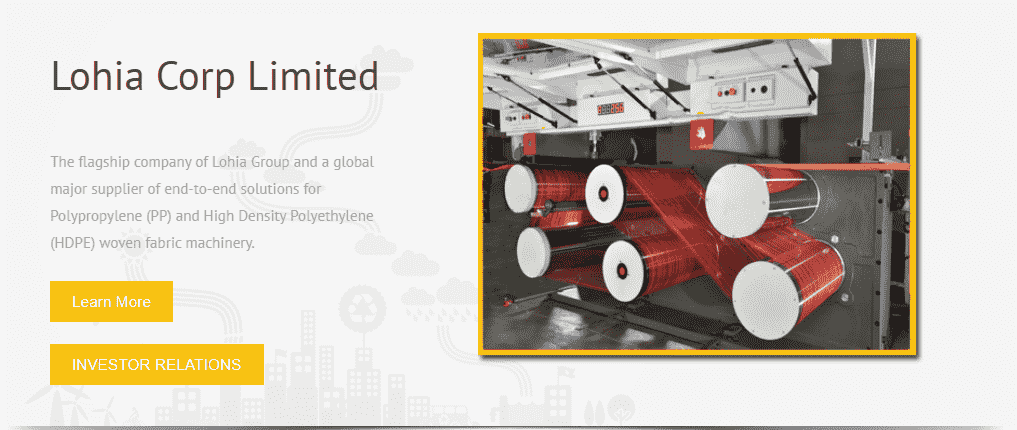 Lohia Corp Limited
The flagship company of Lohia Group and a global
major supplier of end-to-end solutions for
Polypropylene (PP) and High Density Polyethylene
(HDPE) woven fabric machinery.
Learn More
INVESTOR RELATIONS